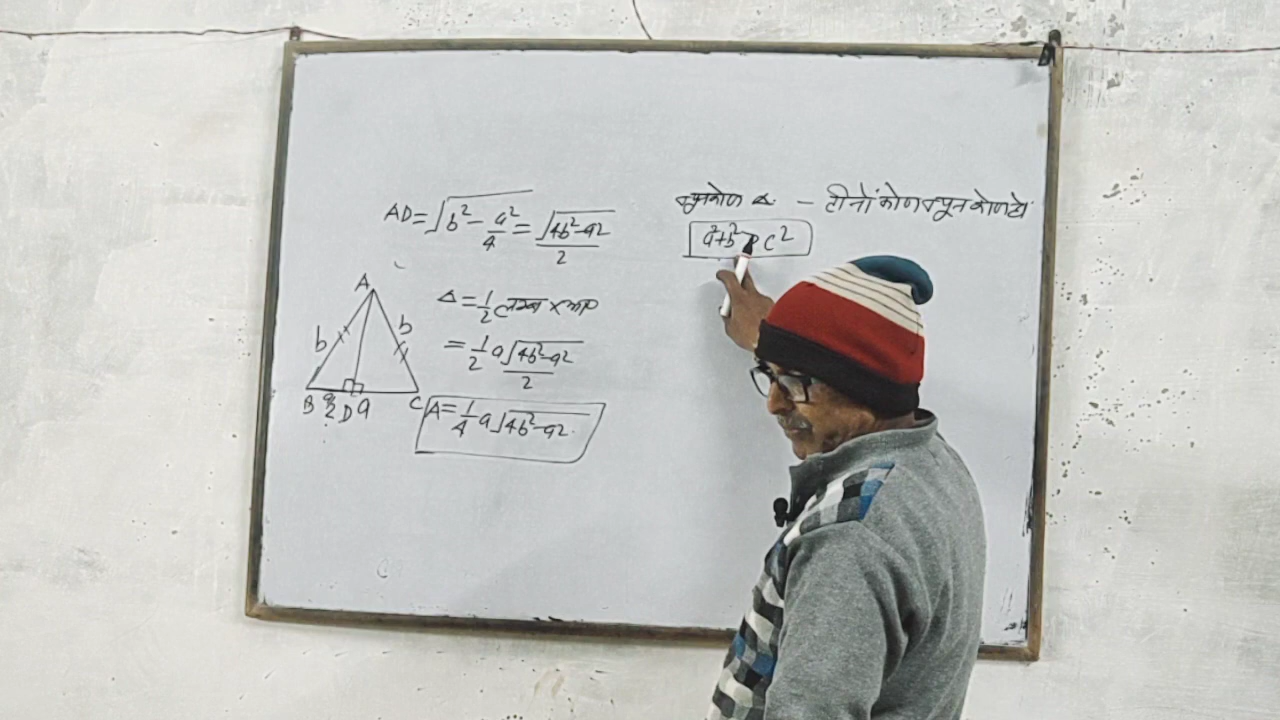 AD = √b² - a²/4 = √4b²-a²/2
A
b
b
B a/2 D a C
Δ = 1/2 लम्ब ×
= 1/2 a √4b²-a²/2
A = 1/4 a √4b²-a²
न्यूनकोण Δ - तीनों कोण न्यून कोण हो
a²+b² c²